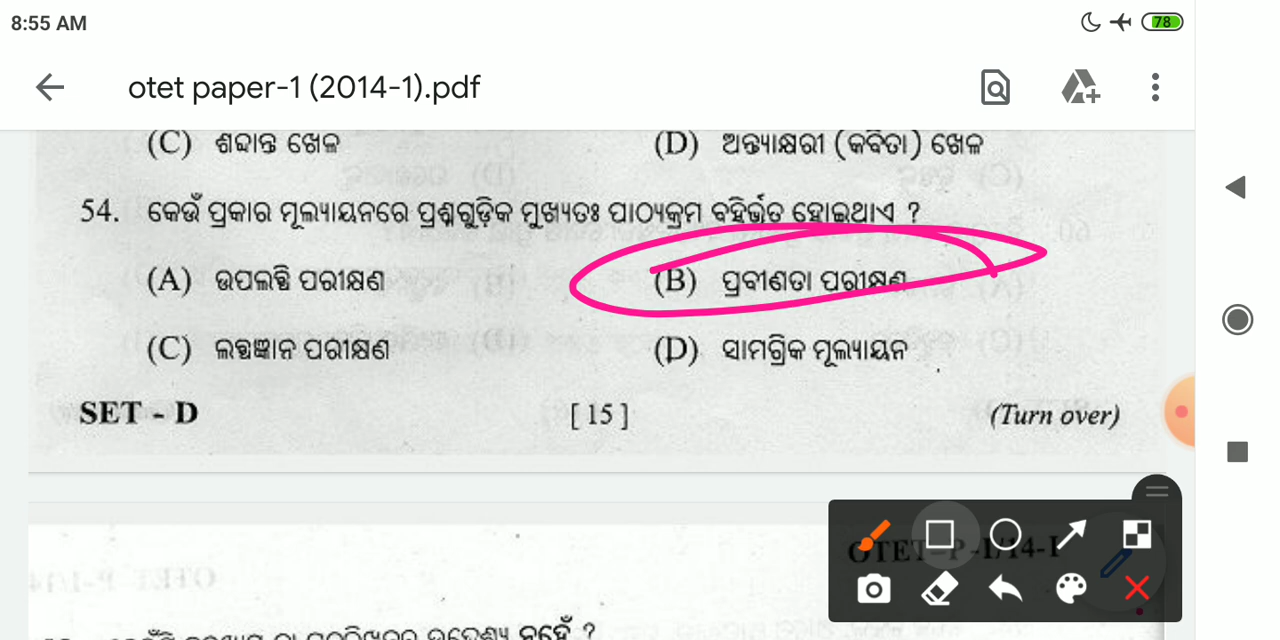 8:55 AM
78
otet paper-1 (2014-1).pdf
(C) ଶବ୍ଦାନ୍ତ ଖେଳ (D) ଅନ୍ତ୍ୟାକ୍ଷରୀ (କବିତା) ଖେଳ
54. କେଉଁ ପ୍ରକାର ମୂଲ୍ୟାୟନରେ ପ୍ରଶ୍ନଗୁଡ଼ିକ ମୁଖ୍ୟତଃ ପାଠ୍ୟକ୍ରମ ବହିର୍ଭୂତ ହୋଇଥାଏ ?
(A) ଉପଲବ୍ଧି ପରୀକ୍ଷଣ (B) ପ୍ରବୀଣତା ପରୀକ୍ଷଣ
(C) ଲବ୍ଧଜ୍ଞାନ ପରୀକ୍ଷଣ (D) ସାମଗ୍ରିକ ମୂଲ୍ୟାୟନ
SET - D [ 15 ] (Turn over)
OTET-P-I/14-I
ନୁହେଁ ?